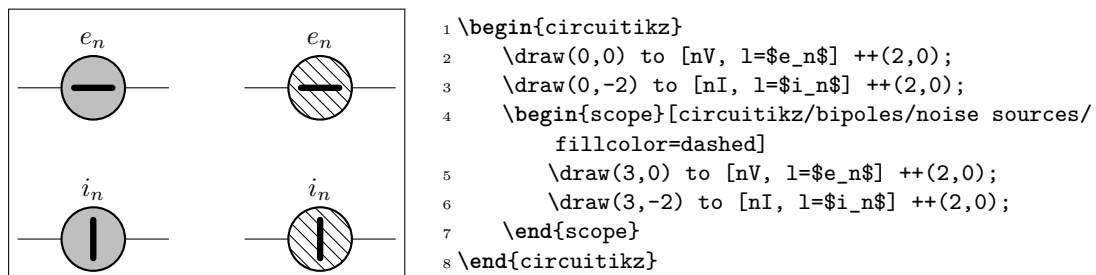 e_n e_n
i_n i_n
1 \begin{circuitikz}
2 \draw(0,0) to [nV, l=$e_n$] ++(2,0);
3 \draw(0,-2) to [nI, l=$i_n$] ++(2,0);
4 \begin{scope}[circuitikz/bipoles/noise sources/
fillcolor=dashed]
5 \draw(3,0) to [nV, l=$e_n$] ++(2,0);
6 \draw(3,-2) to [nI, l=$i_n$] ++(2,0);
7 \end{scope}
8 \end{circuitikz}